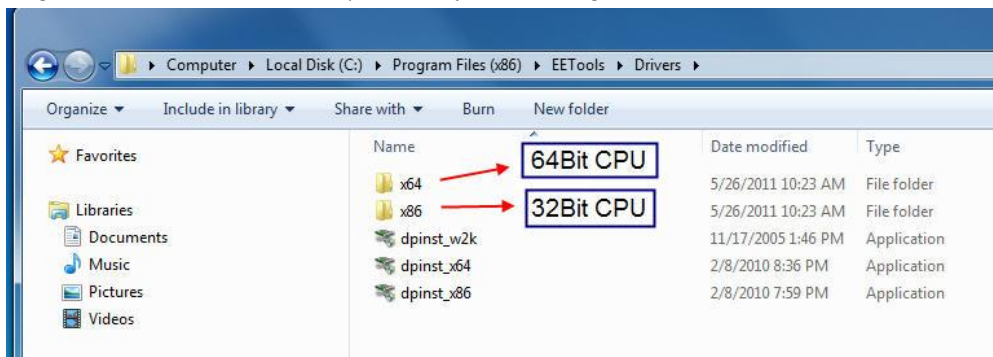 Computer ▸ Local Disk (C:) ▸ Program Files (x86) ▸ EETools ▸ Drivers ▸
Organize ▾ Include in library ▾ Share with ▾ Burn New folder
Favorites
Libraries
Documents
Music
Pictures
Videos
Name Date modified Type
x64 64Bit CPU 5/26/2011 10:23 AM File folder
x86 32Bit CPU 5/26/2011 10:23 AM File folder
dpinst_w2k 11/17/2005 1:46 PM Application
dpinst_x64 2/8/2010 8:36 PM Application
dpinst_x86 2/8/2010 7:59 PM Application